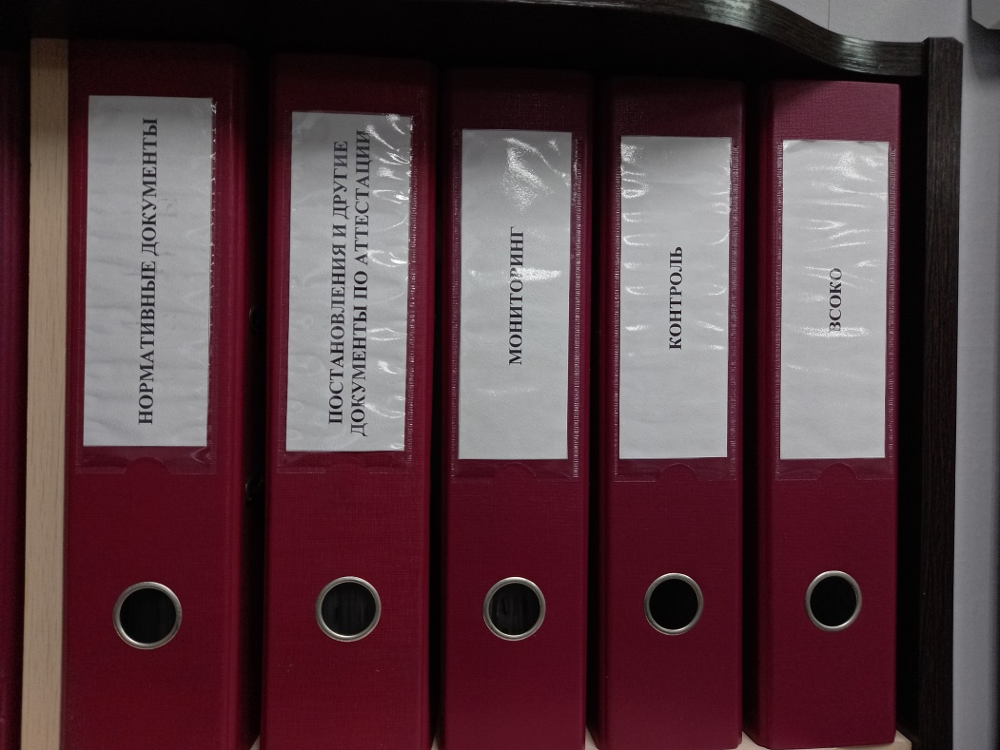 НОРМАТИВНЫЕ ДОКУМЕНТЫ
ПОСТАНОВЛЕНИЯ И ДРУГИЕ
ДОКУМЕНТЫ ПО АТТЕСТАЦИИ
МОНИТОРИНГ
КОНТРОЛЬ
ВСОКО